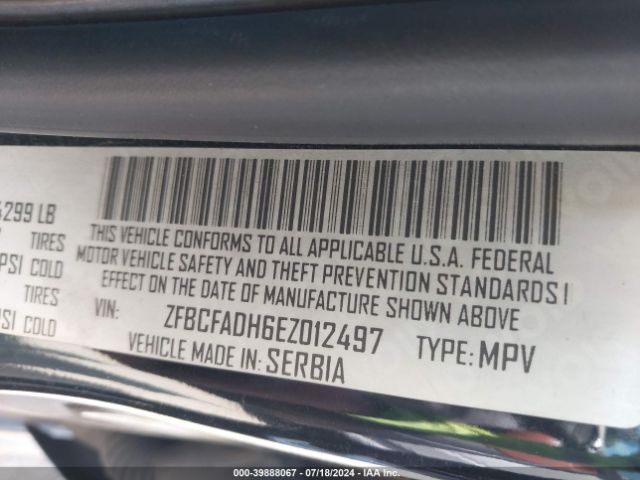 4299 LB
TIRES
PSI COLD
TIRES
SI COLD
THIS VEHICLE CONFORMS TO ALL APPLICABLE U.S.A. FEDERAL
MOTOR VEHICLE SAFETY AND THEFT PREVENTION STANDARDS I
EFFECT ON THE DATE OF MANUFACTURE SHOWN ABOVE
VIN: ZFBCFADH6EZ012497 TYPE: MPV
VEHICLE MADE IN: SERBIA
000-39888067 - 07/18/2024 - IAA Inc.